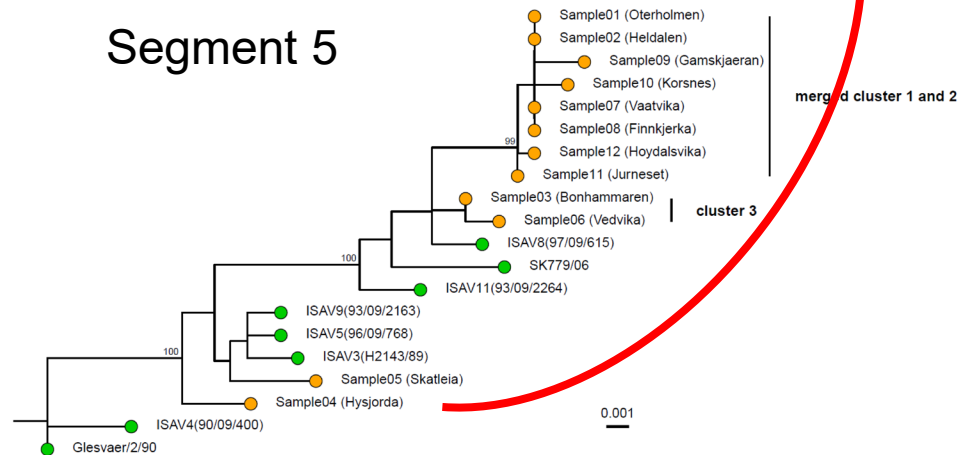 Segment 5
Sample01 (Oterholmen)
Sample02 (Heldalen)
Sample09 (Gamskjaeran)
Sample10 (Korsnes)
merged cluster 1 and 2
Sample07 (Vaatvika)
Sample08 (Finnkjerka)
99
Sample12 (Hoydalsvika)
Sample11 (Jurneset)
Sample03 (Bonhammaren)
cluster 3
Sample06 (Vedvika)
ISAV8(97/09/615)
100
SK779/06
ISAV11(93/09/2264)
ISAV9(93/09/2163)
ISAV5(96/09/768)
100
ISAV3(H2143/89)
Sample05 (Skatleia)
Sample04 (Hysjorda)
0.001
ISAV4(90/09/400)
Glesvaer/2/90